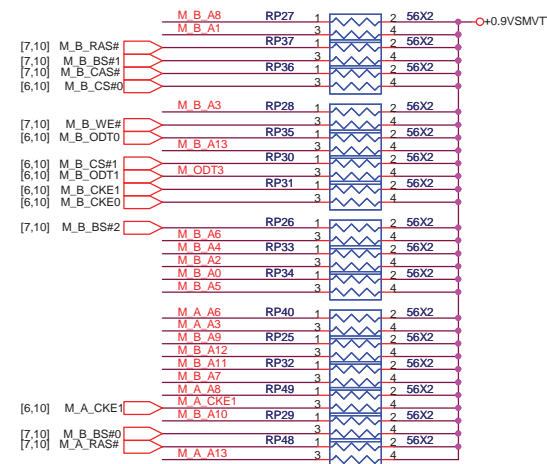 M_B_A8 RP27 1 2 56X2 +0.9VSMVT
M_B_A1 3 4
[7,10] M_B_RAS# RP37 1 2 56X2
[7,10] M_B_BS#1 3 4
[7,10] M_B_CAS# RP36 1 2 56X2
[6,10] M_B_CS#0 3 4
M_B_A3 RP28 1 2 56X2
[7,10] M_B_WE# 3 4
[6,10] M_B_ODT0 RP35 1 2 56X2
M_B_A13 3 4
[6,10] M_B_CS#1 RP30 1 2 56X2
[6,10] M_B_ODT1 M_ODT3 3 4
[6,10] M_B_CKE1 RP31 1 2 56X2
[6,10] M_B_CKE0 3 4
[7,10] M_B_BS#2 RP26 1 2 56X2
M_B_A6 3 4
M_B_A4 RP33 1 2 56X2
M_B_A2 3 4
M_B_A0 RP34 1 2 56X2
M_B_A5 3 4
M_A_A6 RP40 1 2 56X2
M_A_A3 3 4
M_B_A9 RP25 1 2 56X2
M_B_A12 3 4
M_B_A11 RP32 1 2 56X2
M_B_A7 3 4
M_A_A8 RP49 1 2 56X2
[6,10] M_A_CKE1 M_A_CKE1 3 4
M_B_A10 RP29 1 2 56X2
[7,10] M_B_BS#0 3 4
[7,10] M_A_RAS# RP48 1 2 56X2
M_A_A13 3 4